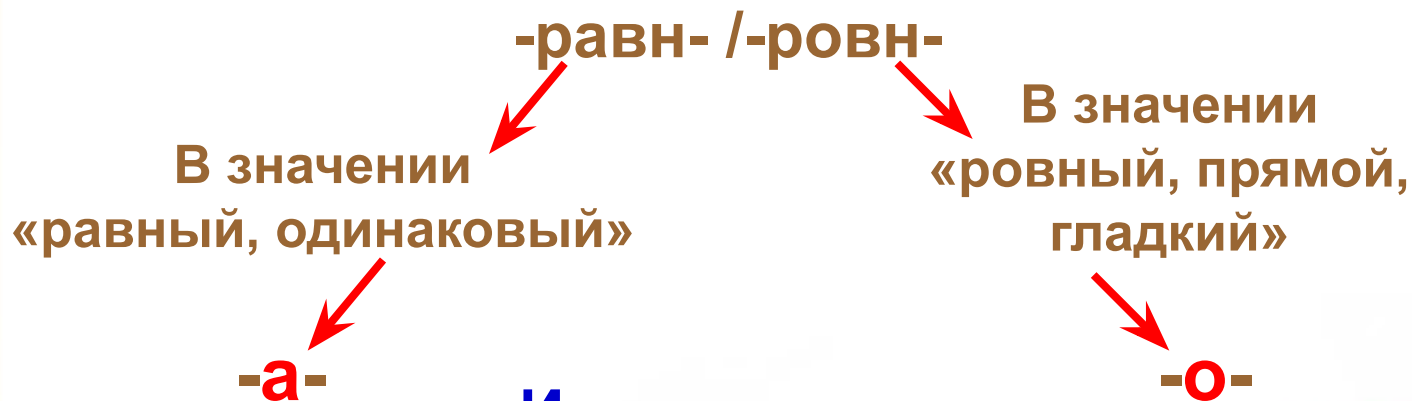 -равн- /-ровн-
В значении
«равный, одинаковый»
В значении
«ровный, прямой,
гладкий»
-а-
-о-